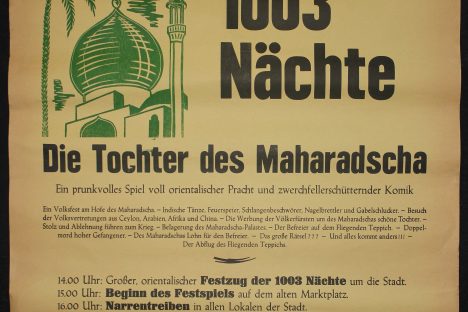 1003
Nächte
Die Tochter des Maharadscha
Ein prunkvolles Spiel voll orientalischer Pracht und zwerchfellerschütternder Komik
Ein Volksfest am Hofe des Maharadscha. – Indische Tänze, Feuerspeier, Schlangenbeschwörer, Nagelbrettler und Gabelschlucker. – Besuch
der Volksvertretungen aus Ceylon, Arabien, Afrika und China. – Die Werbung der Völkerfürsten um des Maharadschas schöne Tochter. –
Stolz und Ablehnung führen zum Krieg. – Belagerung des Maharadscha-Palastes. – Der Befreier auf dem Fliegenden Teppich. – Doppel-
mord hoher Gefangener. – Des Maharadschas Lohn für den Befreier. – Das große Rätsel??? – Und alles kommt anders!!! –
Der Abflug des Fliegenden Teppichs.
14.00 Uhr: Großer, orientalischer Festzug der 1003 Nächte um die Stadt.
15.00 Uhr: Beginn des Festspiels auf dem alten Marktplatz.
16.00 Uhr: Narrentreiben in allen Lokalen der Stadt.